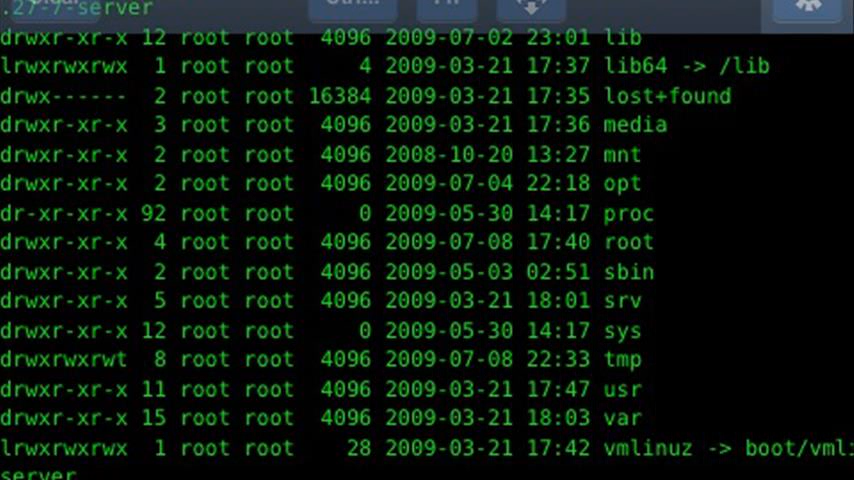 .27-7-server
drwxr-xr-x 12 root root 4096 2009-07-02 23:01 lib
lrwxrwxrwx 1 root root 4 2009-03-21 17:37 lib64 -> /lib
drwx------ 2 root root 16384 2009-03-21 17:35 lost+found
drwxr-xr-x 3 root root 4096 2009-03-21 17:36 media
drwxr-xr-x 2 root root 4096 2008-10-20 13:27 mnt
drwxr-xr-x 2 root root 4096 2009-07-04 22:18 opt
dr-xr-xr-x 92 root root 0 2009-05-30 14:17 proc
drwxr-xr-x 4 root root 4096 2009-07-08 17:40 root
drwxr-xr-x 2 root root 4096 2009-05-03 02:51 sbin
drwxr-xr-x 5 root root 4096 2009-03-21 18:01 srv
drwxr-xr-x 12 root root 0 2009-05-30 14:17 sys
drwxrwxrwt 8 root root 4096 2009-07-08 22:33 tmp
drwxr-xr-x 11 root root 4096 2009-03-21 17:47 usr
drwxr-xr-x 15 root root 4096 2009-03-21 18:03 var
lrwxrwxrwx 1 root root 28 2009-03-21 17:42 vmlinuz -> boot/vml
server